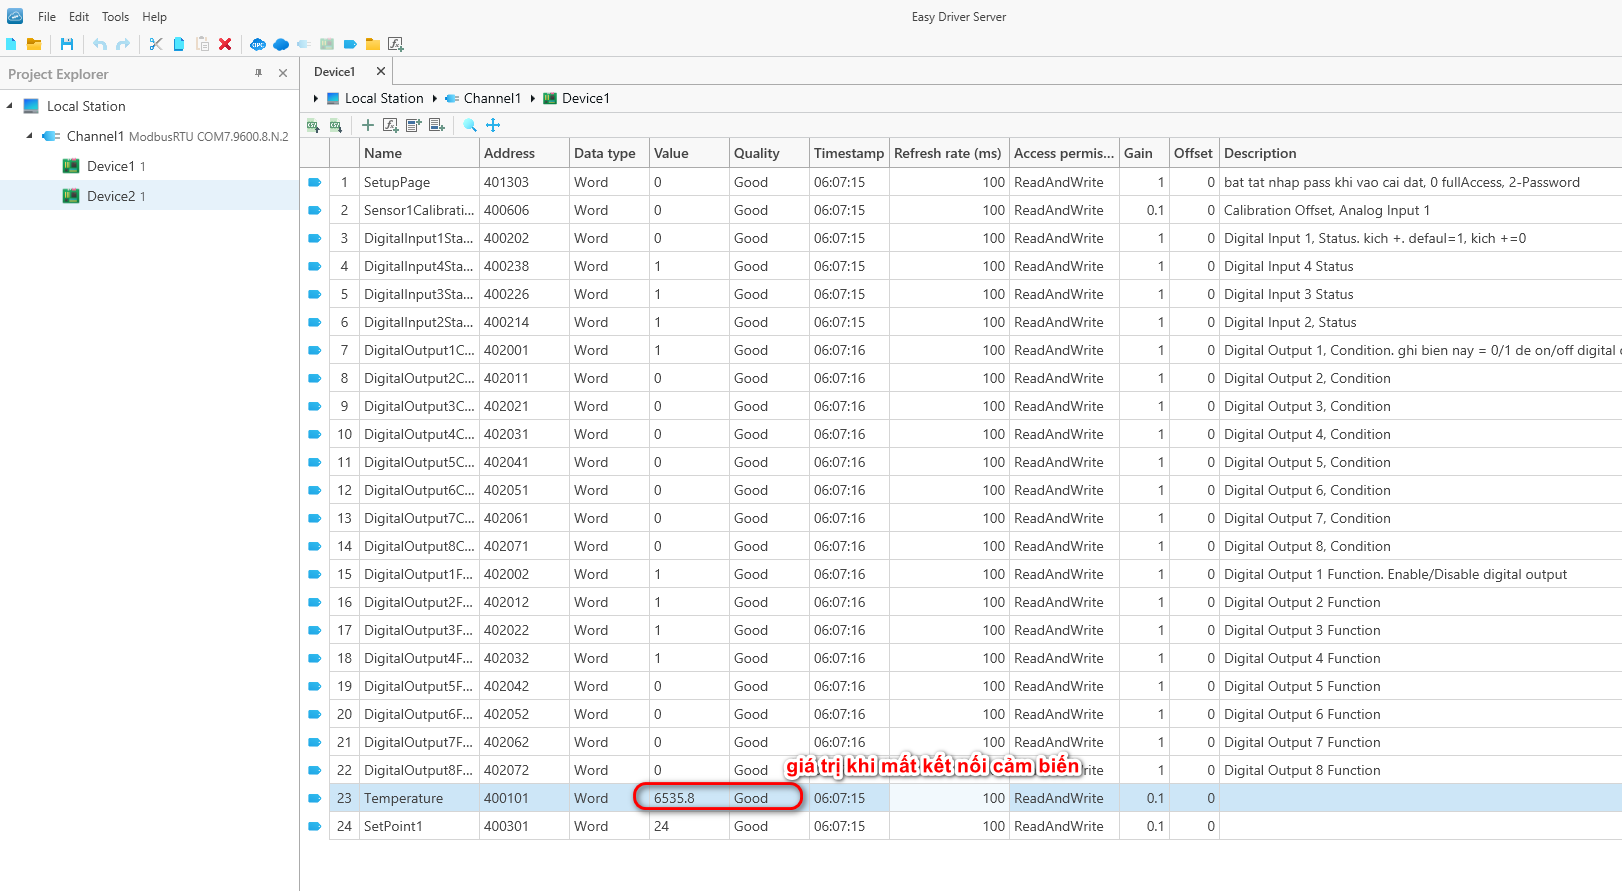 File Edit Tools Help
Easy Driver Server
Project Explorer
Local Station
Channel1 ModbusRTU COM7.9600.8.N.2
Device1 1
Device2 1
Device1
Local Station Channel1 Device1
Name Address Data type Value Quality Timestamp Refresh rate (ms) Access permis... Gain Offset Description
1 SetupPage 401303 Word 0 Good 06:07:15 100 ReadAndWrite 1 0 bat tat nhap pass khi vao cai dat, 0 fullAccess, 2-Password
2 Sensor1Calibrati... 400606 Word 0 Good 06:07:15 100 ReadAndWrite 0.1 0 Calibration Offset, Analog Input 1
3 DigitalInput1Sta... 400202 Word 0 Good 06:07:15 100 ReadAndWrite 1 0 Digital Input 1, Status. kich +. defaul=1, kich +=0
4 DigitalInput4Sta... 400238 Word 1 Good 06:07:15 100 ReadAndWrite 1 0 Digital Input 4 Status
5 DigitalInput3Sta... 400226 Word 1 Good 06:07:15 100 ReadAndWrite 1 0 Digital Input 3 Status
6 DigitalInput2Sta... 400214 Word 1 Good 06:07:15 100 ReadAndWrite 1 0 Digital Input 2, Status
7 DigitalOutput1C... 402001 Word 1 Good 06:07:16 100 ReadAndWrite 1 0 Digital Output 1, Condition. ghi bien nay = 0/1 de on/off digital
8 DigitalOutput2C... 402011 Word 0 Good 06:07:16 100 ReadAndWrite 1 0 Digital Output 2, Condition
9 DigitalOutput3C... 402021 Word 0 Good 06:07:16 100 ReadAndWrite 1 0 Digital Output 3, Condition
10 DigitalOutput4C... 402031 Word 0 Good 06:07:16 100 ReadAndWrite 1 0 Digital Output 4, Condition
11 DigitalOutput5C... 402041 Word 0 Good 06:07:16 100 ReadAndWrite 1 0 Digital Output 5, Condition
12 DigitalOutput6C... 402051 Word 0 Good 06:07:16 100 ReadAndWrite 1 0 Digital Output 6, Condition
13 DigitalOutput7C... 402061 Word 0 Good 06:07:16 100 ReadAndWrite 1 0 Digital Output 7, Condition
14 DigitalOutput8C... 402071 Word 0 Good 06:07:16 100 ReadAndWrite 1 0 Digital Output 8, Condition
15 DigitalOutput1F... 402002 Word 1 Good 06:07:16 100 ReadAndWrite 1 0 Digital Output 1 Function. Enable/Disable digital output
16 DigitalOutput2F... 402012 Word 1 Good 06:07:16 100 ReadAndWrite 1 0 Digital Output 2 Function
17 DigitalOutput3F... 402022 Word 1 Good 06:07:16 100 ReadAndWrite 1 0 Digital Output 3 Function
18 DigitalOutput4F... 402032 Word 1 Good 06:07:16 100 ReadAndWrite 1 0 Digital Output 4 Function
19 DigitalOutput5F... 402042 Word 0 Good 06:07:16 100 ReadAndWrite 1 0 Digital Output 5 Function
20 DigitalOutput6F... 402052 Word 0 Good 06:07:16 100 ReadAndWrite 1 0 Digital Output 6 Function
21 DigitalOutput7F... 402062 Word 0 Good 06:07:16 100 ReadAndWrite 1 0 Digital Output 7 Function
giá trị khi mất kết nối cảm biến
22 DigitalOutput8F... 402072 Word 0 Good 1 0 Digital Output 8 Function
23 Temperature 400101 Word 6535.8 Good 06:07:15 100 ReadAndWrite 0.1 0
24 SetPoint1 400301 Word 24 Good 06:07:15 100 ReadAndWrite 0.1 0